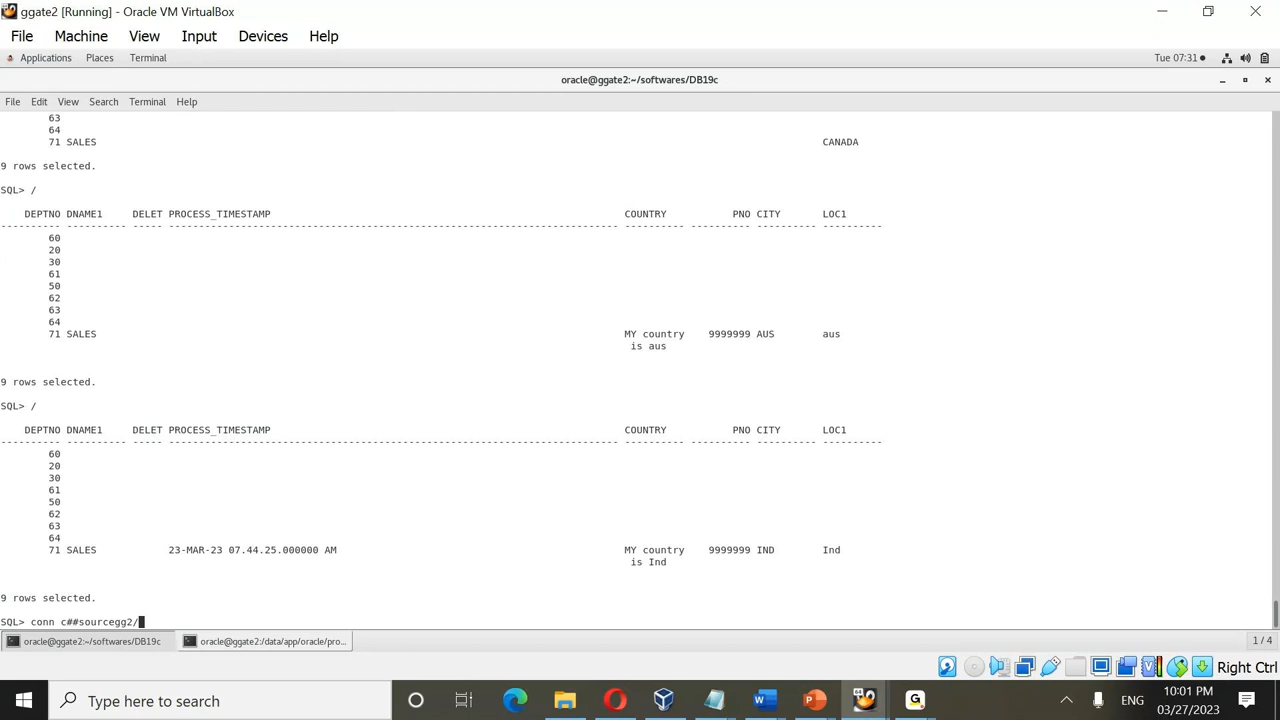 ggate2 [Running] - Oracle VM VirtualBox
File Machine View Input Devices Help
Applications Places Terminal Tue 07:31
oracle@ggate2:~/softwares/DB19c
File Edit View Search Terminal Help
63
64
71 SALES CANADA
9 rows selected.
SQL> /
DEPTNO DNAME1 DELET PROCESS_TIMESTAMP COUNTRY PNO CITY LOC1
60
20
30
61
50
62
63
64
71 SALES MY country 9999999 AUS aus
is aus
9 rows selected.
SQL> /
DEPTNO DNAME1 DELET PROCESS_TIMESTAMP COUNTRY PNO CITY LOC1
60
20
30
61
50
62
63
64
71 SALES 23-MAR-23 07.44.25.000000 AM MY country 9999999 IND Ind
is Ind
9 rows selected.
SQL> conn c##sourcegg2/
oracle@ggate2:~/softwares/DB19c oracle@ggate2:/data/app/oracle/pro... 1 / 4
Right Ctrl
Type here to search ENG 10:01 PM
03/27/2023